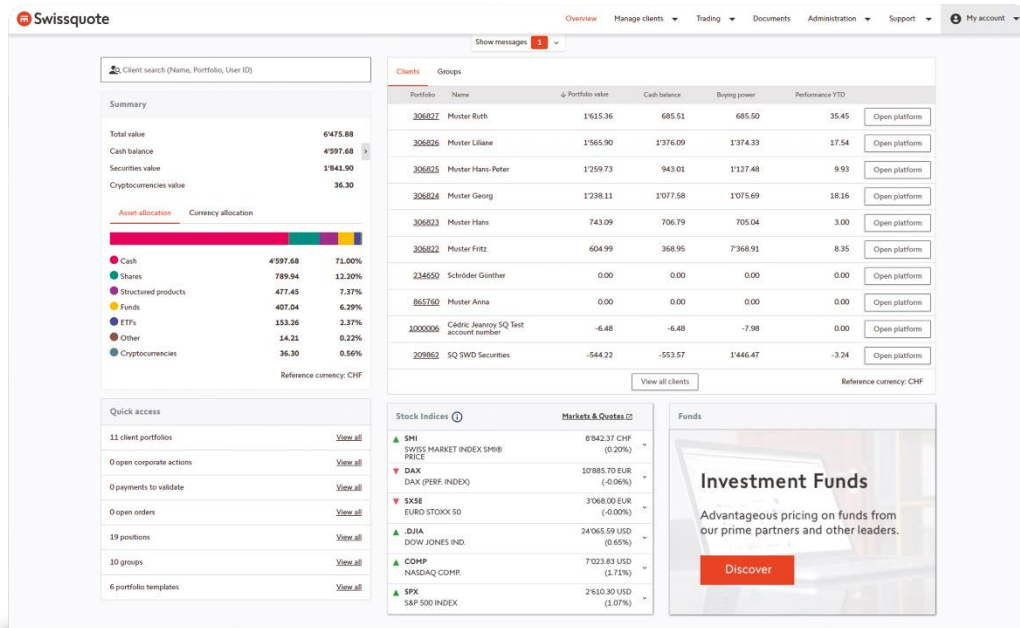 Swissquote
Overview Manage clients Trading Documents Administration Support My account
Show messages 1
Client search (Name, Portfolio, User ID)
Summary
Total value 6'475.88
Cash balance 4'597.68
Securities value 1'841.90
Cryptocurrencies value 36.30
Asset allocation Currency allocation
Cash 4'597.68 71.00%
Shares 789.94 12.20%
Structured products 477.45 7.37%
Funds 407.04 6.29%
ETFs 153.26 2.37%
Other 14.21 0.22%
Cryptocurrencies 36.30 0.56%
Reference currency: CHF
Quick access
11 client portfolios View all
0 open corporate actions View all
0 payments to validate View all
0 open orders View all
19 positions View all
10 groups View all
6 portfolio templates View all
Clients Groups
Portfolio Name Portfolio value Cash balance Buying power Performance YTD
306827 Muster Ruth 1'615.36 685.51 685.50 35.45 Open platform
306826 Muster Liliane 1'565.90 1'376.09 1'374.33 17.54 Open platform
306825 Muster Hans-Peter 1'259.73 943.01 1'127.48 9.93 Open platform
306824 Muster Georg 1'238.11 1'077.58 1'075.69 18.16 Open platform
306823 Muster Hans 743.09 706.79 705.04 3.00 Open platform
306822 Muster Fritz 604.99 368.95 7'368.91 8.35 Open platform
234650 Schröder Günther 0.00 0.00 0.00 0.00 Open platform
865760 Muster Anna 0.00 0.00 0.00 0.00 Open platform
1000006 Cédric Jeanroy SQ Test account number -6.48 -6.48 -7.98 0.00 Open platform
209862 SQ SWD Securities -544.22 -553.57 1'446.47 -3.24 Open platform
View all clients
Reference currency: CHF
Stock Indices Markets & Quotes
SMI 8'842.37 CHF
SWISS MARKET INDEX SMI® PRICE (0.20%)
DAX 10'885.70 EUR
DAX (PERF. INDEX) (-0.06%)
SX5E 3'068.00 EUR
EURO STOXX 50 (-0.00%)
.DJIA 24'065.59 USD
DOW JONES IND. (0.65%)
COMP 7'023.83 USD
NASDAQ COMP. (1.71%)
SPX 2'610.30 USD
S&P 500 INDEX (1.07%)
Funds
Investment Funds
Advantageous pricing on funds from
our prime partners and other leaders.
Discover